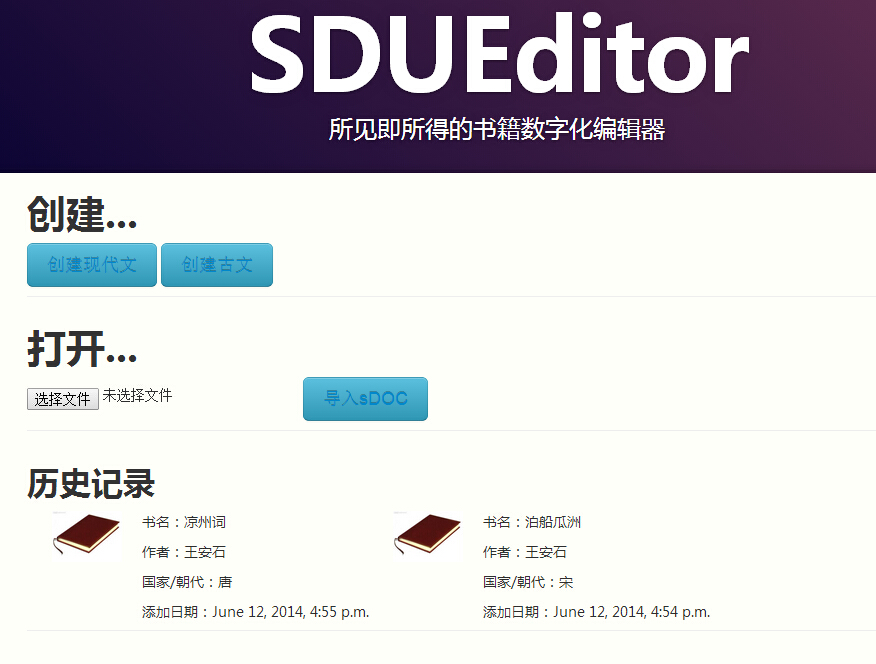 SDUEditor
所见即所得的书籍数字化编辑器
创建...
创建现代文 创建古文
打开...
选择文件 未选择文件 导入sDOC
历史记录
书名：凉州词
作者：王安石
国家/朝代：唐
添加日期：June 12, 2014, 4:55 p.m.
书名：泊船瓜洲
作者：王安石
国家/朝代：宋
添加日期：June 12, 2014, 4:54 p.m.